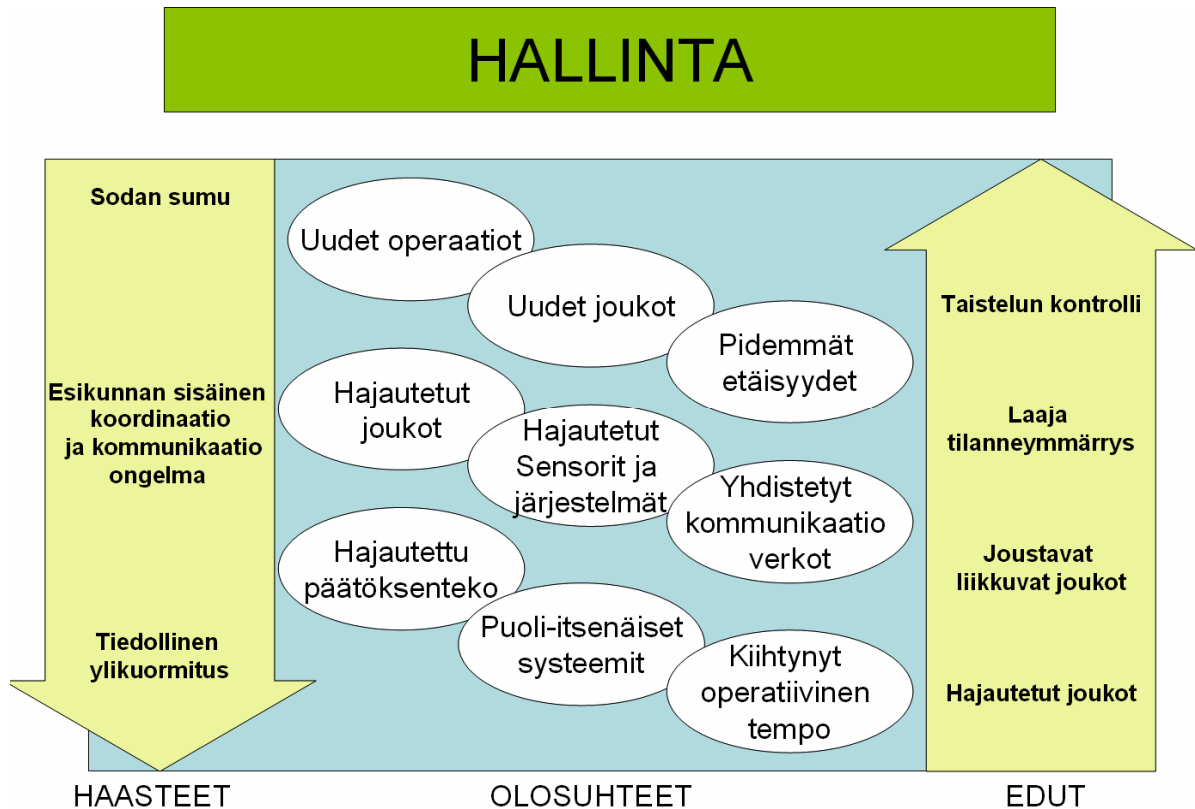 HALLINTA
Sodan sumu
Esikunnan sisäinen
koordinaatio
ja kommunikaatio
ongelma
Tiedollinen
ylikuormitus
Uudet operaatiot
Uudet joukot
Pidemmät
etäisyydet
Hajautetut
joukot
Hajautetut
Sensorit ja
järjestelmät
Yhdistetyt
kommunikaatio
verkot
Hajautettu
päätöksenteko
Puoli-itsenäiset
systeemit
Kiihtynyt
operatiivinen
tempo
Taistelun kontrolli
Laaja
tilanneymmärrys
Joustavat
liikkuvat joukot
Hajautetut joukot
HAASTEET
OLOSUHTEET
EDUT